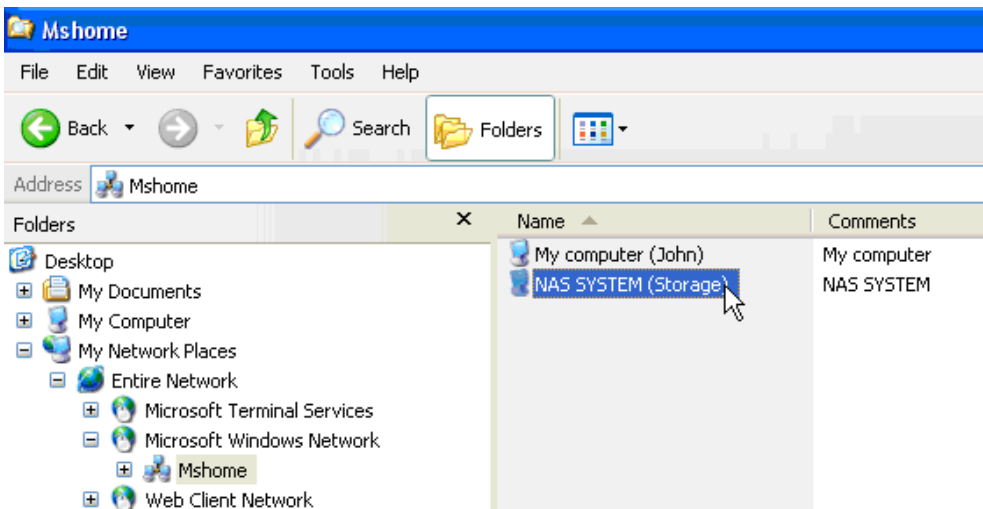 Mshome
File Edit View Favorites Tools Help
Back Search Folders
Address Mshome
Folders Name Comments
Desktop My computer (John) My computer
My Documents NAS SYSTEM (Storage) NAS SYSTEM
My Computer
My Network Places
Entire Network
Microsoft Terminal Services
Microsoft Windows Network
Mshome
Web Client Network